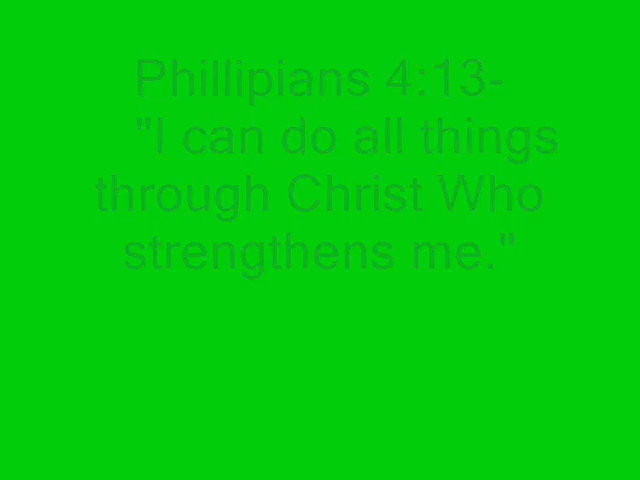 Phillipians 4:13-
"I can do all things
through Christ Who
strengthens me."